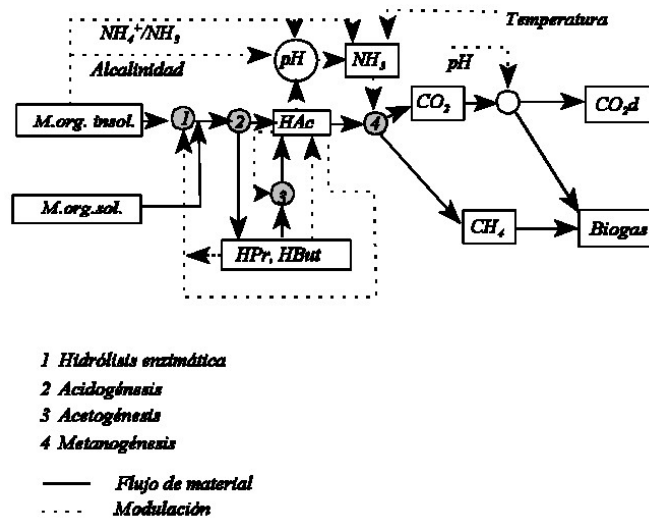 Temperatura
NH₄⁺/NH₃
Alcalinidad
pH
NH₃
pH
M.org. insol.
1
2
HAc
4
CO₂
CO₂d
M.org.sol.
3
HPr, HBut
CH₄
Biogas
1 Hidrólisis enzimática
2 Acidogénesis
3 Acetogénesis
4 Metanogénesis
Flujo de material
Modulación